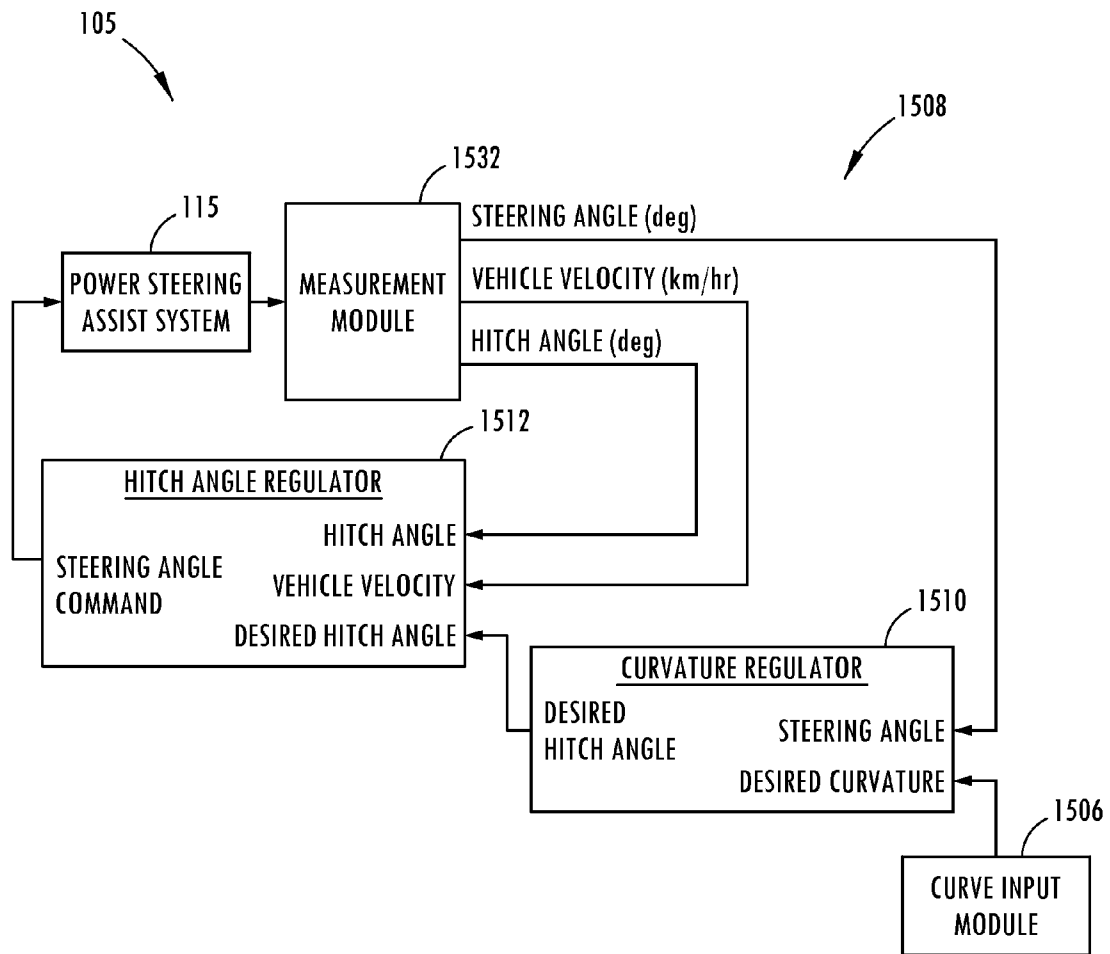 105
1508
1532
115
STEERING ANGLE (deg)
POWER STEERING
ASSIST SYSTEM
MEASUREMENT
MODULE
VEHICLE VELOCITY (km/hr)
HITCH ANGLE (deg)
1512
HITCH ANGLE REGULATOR
HITCH ANGLE
STEERING ANGLE
COMMAND
VEHICLE VELOCITY
DESIRED HITCH ANGLE
1510
CURVATURE REGULATOR
DESIRED
HITCH ANGLE
STEERING ANGLE
DESIRED CURVATURE
1506
CURVE INPUT
MODULE